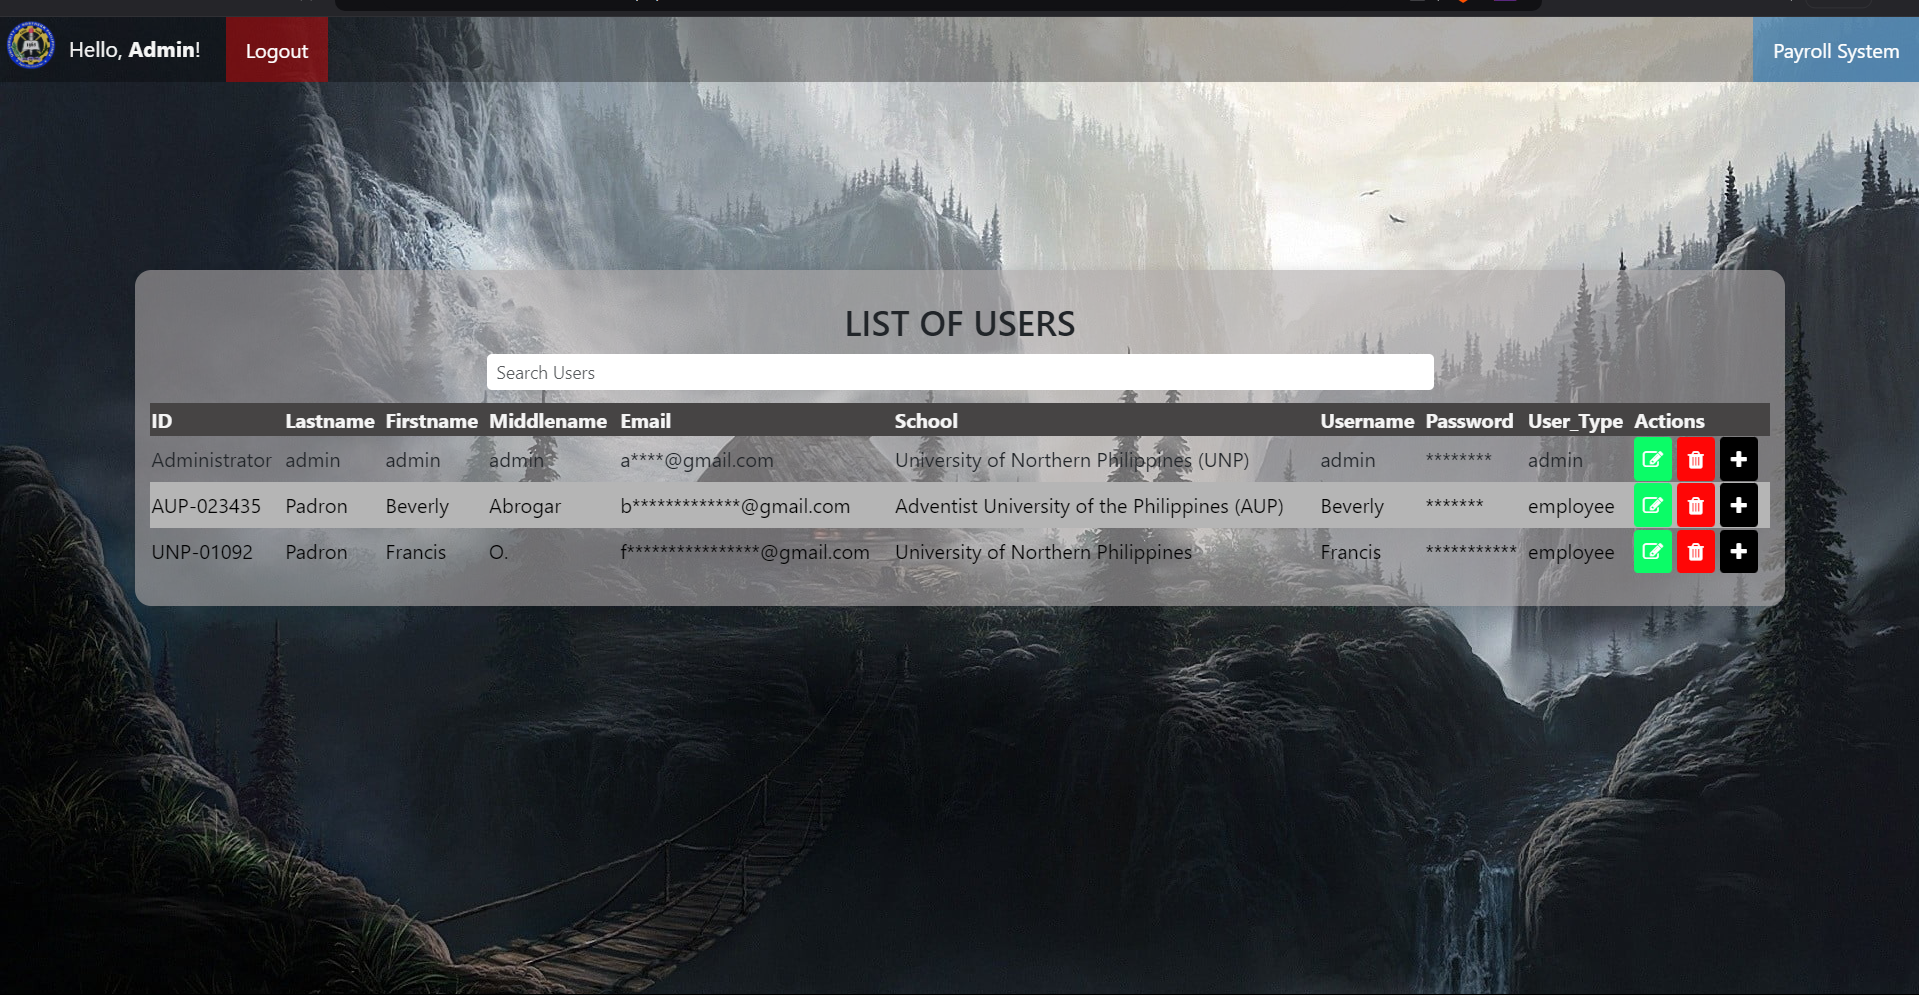 Hello, Admin!
Logout
Payroll System
LIST OF USERS
Search Users
ID Lastname Firstname Middlename Email School Username Password User_Type Actions
Administrator admin admin admin a****@gmail.com University of Northern Philippines (UNP) admin ******** admin
AUP-023435 Padron Beverly Abrogar b*************@gmail.com Adventist University of the Philippines (AUP) Beverly ******* employee
UNP-01092 Padron Francis O. f****************@gmail.com University of Northern Philippines Francis *********** employee